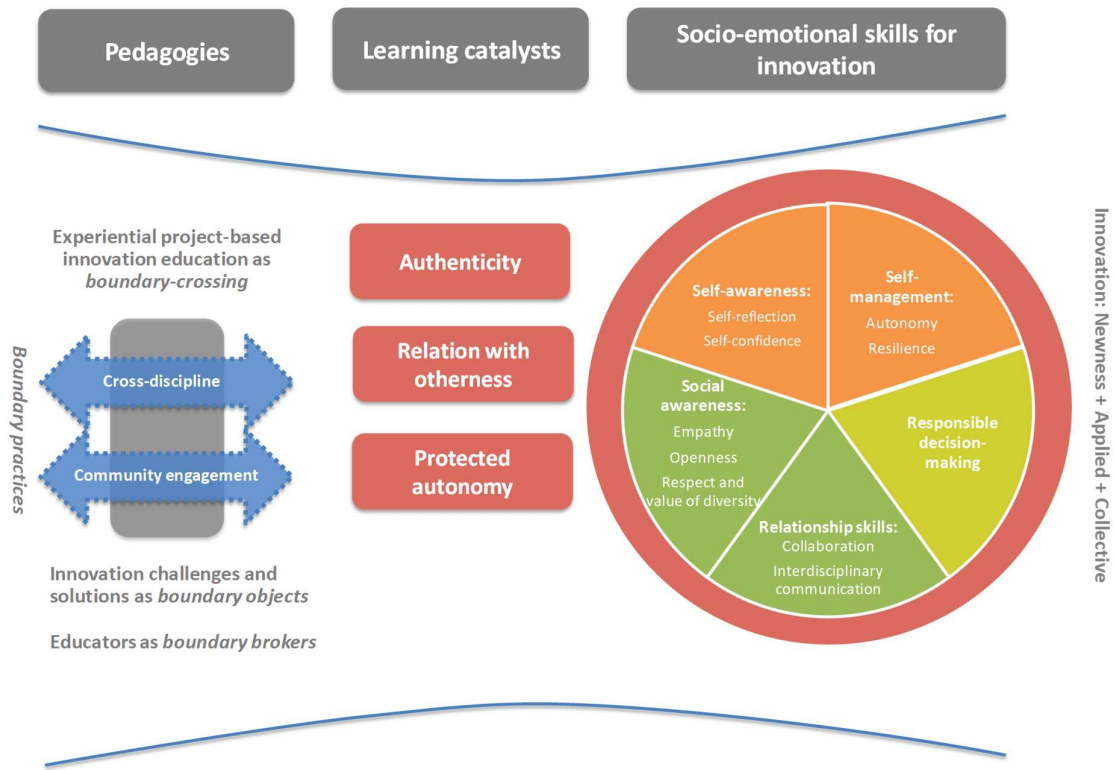 Pedagogies
Learning catalysts
Socio-emotional skills for
innovation
Experiential project-based
innovation education as
boundary-crossing
Boundary practices
Cross-discipline
Community engagement
Innovation challenges and
solutions as boundary objects
Educators as boundary brokers
Authenticity
Relation with
otherness
Protected
autonomy
Self-awareness:
Self-reflection
Self-confidence
Self-
management:
Autonomy
Resilience
Social
awareness:
Empathy
Openness
Respect and
value of diversity
Relationship skills:
Collaboration
Interdisciplinary
communication
Responsible
decision-
making
Innovation: Newness + Applied + Collective